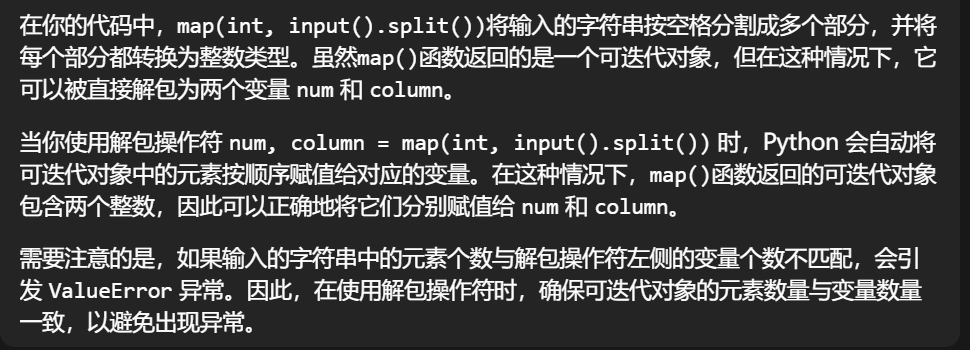 在你的代码中，map(int, input().split())将输入的字符串按空格分割成多个部分，并将
每个部分都转换为整数类型。虽然map()函数返回的是一个可迭代对象，但在这种情况下，它
可以被直接解包为两个变量 num 和 column。
当你使用解包操作符 num, column = map(int, input().split()) 时，Python 会自动将
可迭代对象中的元素按顺序赋值给对应的变量。在这种情况下，map()函数返回的可迭代对象
包含两个整数，因此可以正确地将它们分别赋值给 num 和 column。
需要注意的是，如果输入的字符串中的元素个数与解包操作符左侧的变量个数不匹配，会引
发 ValueError 异常。因此，在使用解包操作符时，确保可迭代对象的元素数量与变量数量
一致，以避免出现异常。